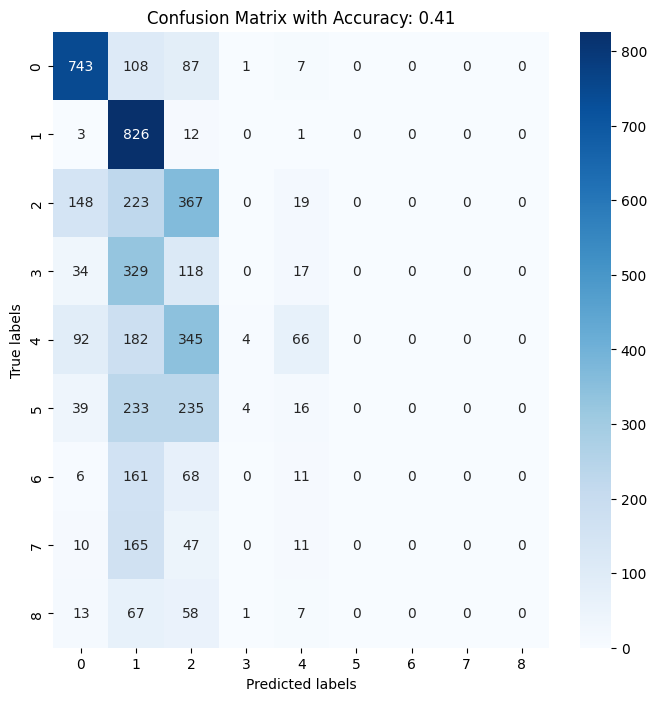 Confusion Matrix with Accuracy: 0.41
0 743 108 87 1 7 0 0 0 0
1 3 826 12 0 1 0 0 0 0
2 148 223 367 0 19 0 0 0 0
3 34 329 118 0 17 0 0 0 0
4 92 182 345 4 66 0 0 0 0
5 39 233 235 4 16 0 0 0 0
6 6 161 68 0 11 0 0 0 0
7 10 165 47 0 11 0 0 0 0
8 13 67 58 1 7 0 0 0 0
0 1 2 3 4 5 6 7 8
Predicted labels
True labels
800
700
600
500
400
300
200
100
0